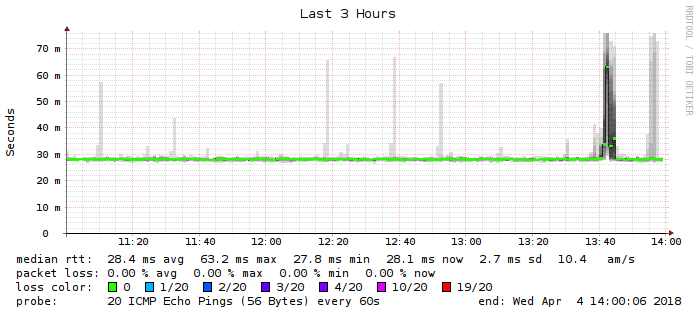 Last 3 Hours
RRDTOOL / TOBI OETIKER
Seconds
70 m
60 m
50 m
40 m
30 m
20 m
10 m
0
11:20 11:40 12:00 12:20 12:40 13:00 13:20 13:40 14:00
median rtt: 28.4 ms avg 63.2 ms max 27.8 ms min 28.1 ms now 2.7 ms sd 10.4 am/s
packet loss: 0.00 % avg 0.00 % max 0.00 % min 0.00 % now
loss color: 0 1/20 2/20 3/20 4/20 10/20 19/20
probe: 20 ICMP Echo Pings (56 Bytes) every 60s end: Wed Apr 4 14:00:06 2018